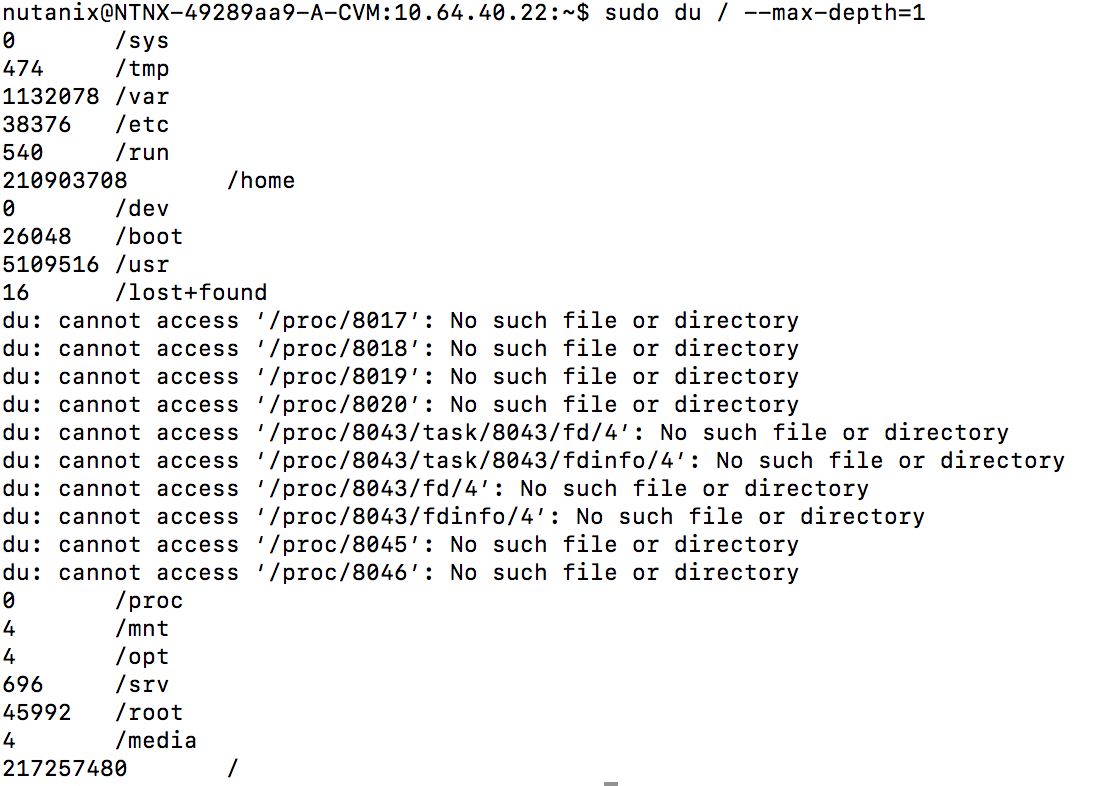 nutanix@NTNX-49289aa9-A-CVM:10.64.40.22:~$ sudo du / --max-depth=1
0       /sys
474     /tmp
1132078 /var
38376   /etc
540     /run
210903708       /home
0       /dev
26048   /boot
5109516 /usr
16      /lost+found
du: cannot access ‘/proc/8017’: No such file or directory
du: cannot access ‘/proc/8018’: No such file or directory
du: cannot access ‘/proc/8019’: No such file or directory
du: cannot access ‘/proc/8020’: No such file or directory
du: cannot access ‘/proc/8043/task/8043/fd/4’: No such file or directory
du: cannot access ‘/proc/8043/task/8043/fdinfo/4’: No such file or directory
du: cannot access ‘/proc/8043/fd/4’: No such file or directory
du: cannot access ‘/proc/8043/fdinfo/4’: No such file or directory
du: cannot access ‘/proc/8045’: No such file or directory
du: cannot access ‘/proc/8046’: No such file or directory
0       /proc
4       /mnt
4       /opt
696     /srv
45992   /root
4       /media
217257480       /